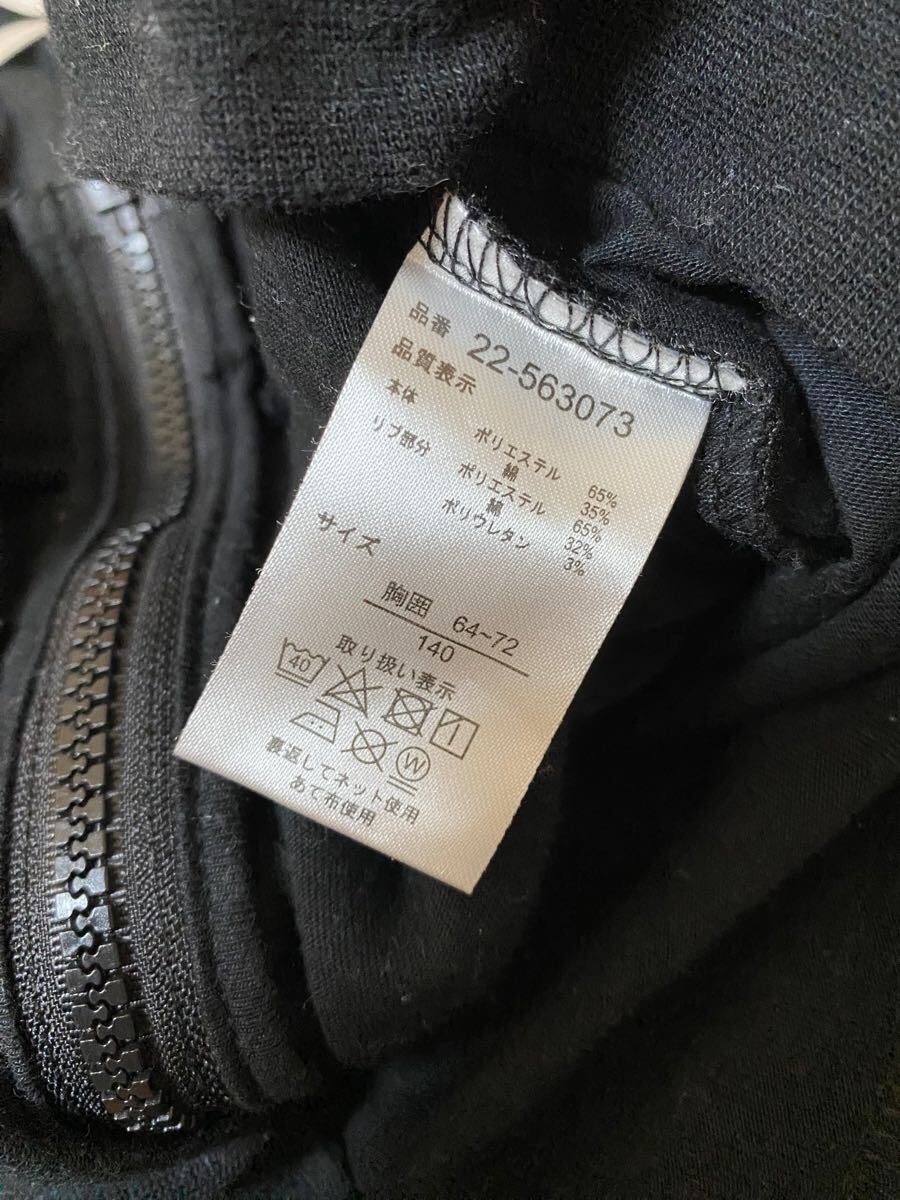 品番 22-563073
品質表示
本体 ポリエステル 65%
綿 35%
リブ部分 ポリエステル 65%
綿 32%
ポリウレタン 3%
サイズ
胸囲 64~72
140
取り扱い表示
40
W
裏返してネット使用
あて布使用